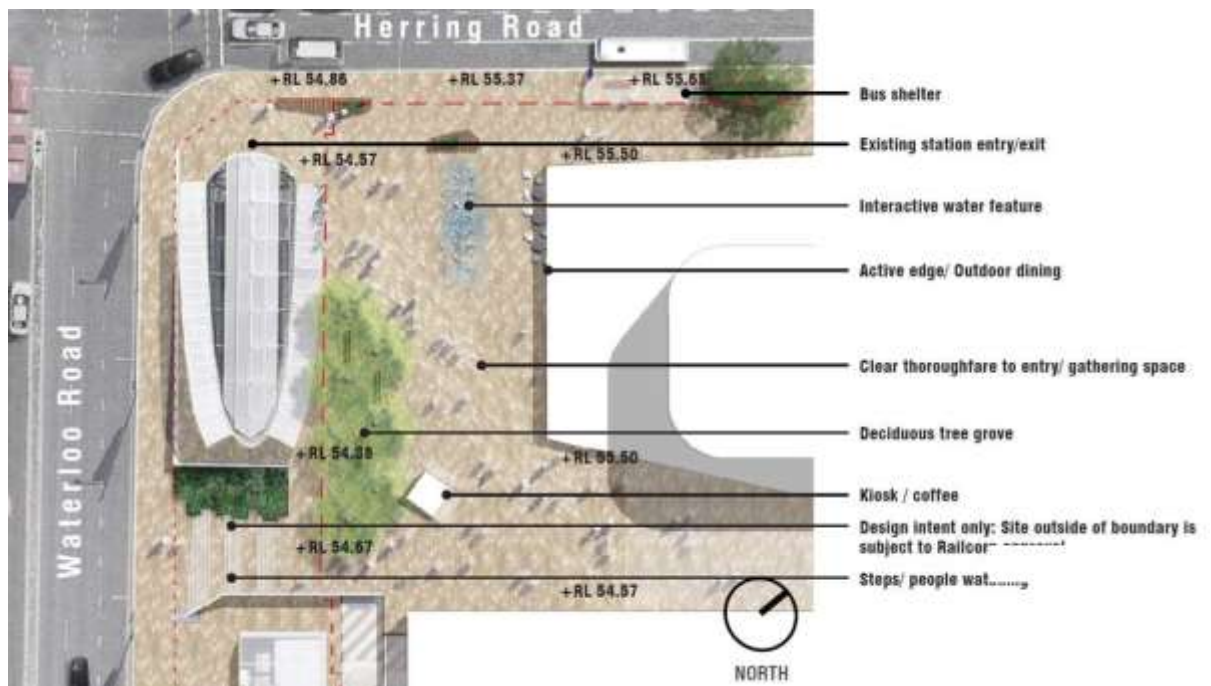 Herring Road
+RL 54.86
+RL 55.37
+RL 55.65
Bus shelter
Existing station entry/exit
+RL 54.57
+RL 55.50
Interactive water feature
Active edge/ Outdoor dining
Waterloo Road
Clear thoroughfare to entry/ gathering space
Deciduous tree grove
+RL 54.38
+RL 55.50
Kiosk / coffee
Design intent only: Site outside of boundary is
subject to
+RL 54.67
Steps/ people
+RL 54.57
NORTH